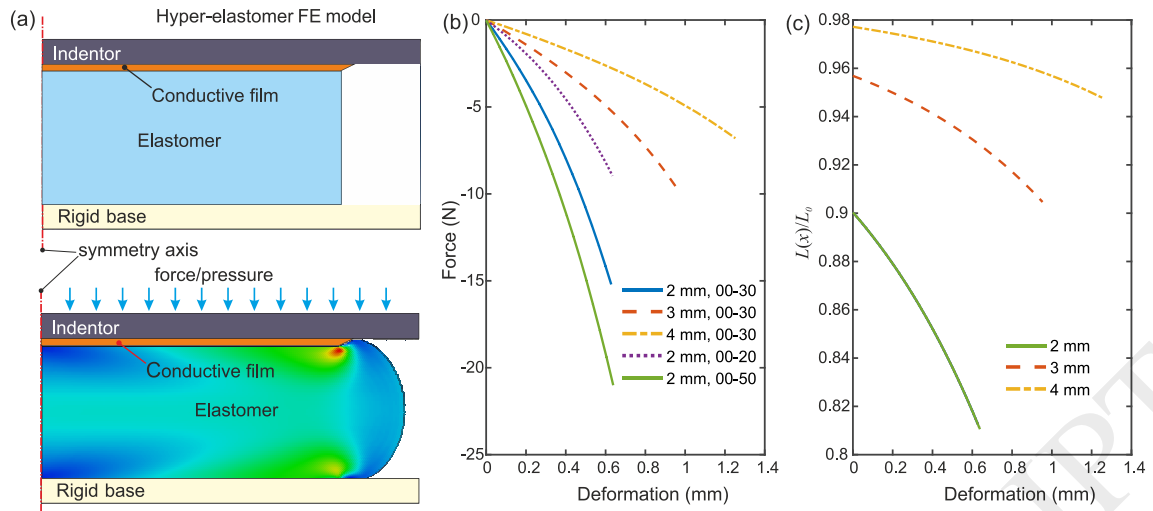 (a)
Hyper-elastomer FE model
Indentor
Conductive film
Elastomer
Rigid base
symmetry axis
force/pressure
Indentor
Conductive film
Elastomer
Rigid base
(b)
0
-5
-10
-15
-20
-25
Force (N)
0 0.2 0.4 0.6 0.8 1 1.2 1.4
Deformation (mm)
2 mm, 00-30
3 mm, 00-30
4 mm, 00-30
2 mm, 00-20
2 mm, 00-50
(c)
0.98
0.96
0.94
0.92
0.9
0.88
0.86
0.84
0.82
0.8
L(x)/L₀
0 0.2 0.4 0.6 0.8 1 1.2 1.4
Deformation (mm)
2 mm
3 mm
4 mm